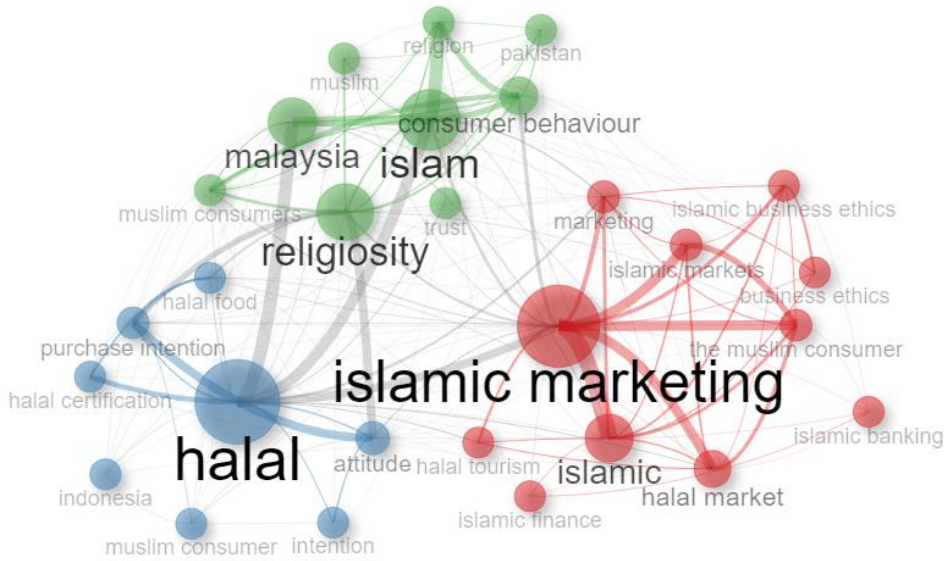 religion
pakistan
muslim
consumer behaviour
malaysia
islam
muslim consumers
trust
marketing
islamic business ethics
religiosity
islamic markets
halal food
business ethics
purchase intention
the muslim consumer
islamic marketing
halal certification
islamic banking
halal
attitude
halal tourism
islamic
indonesia
halal market
islamic finance
muslim consumer
intention